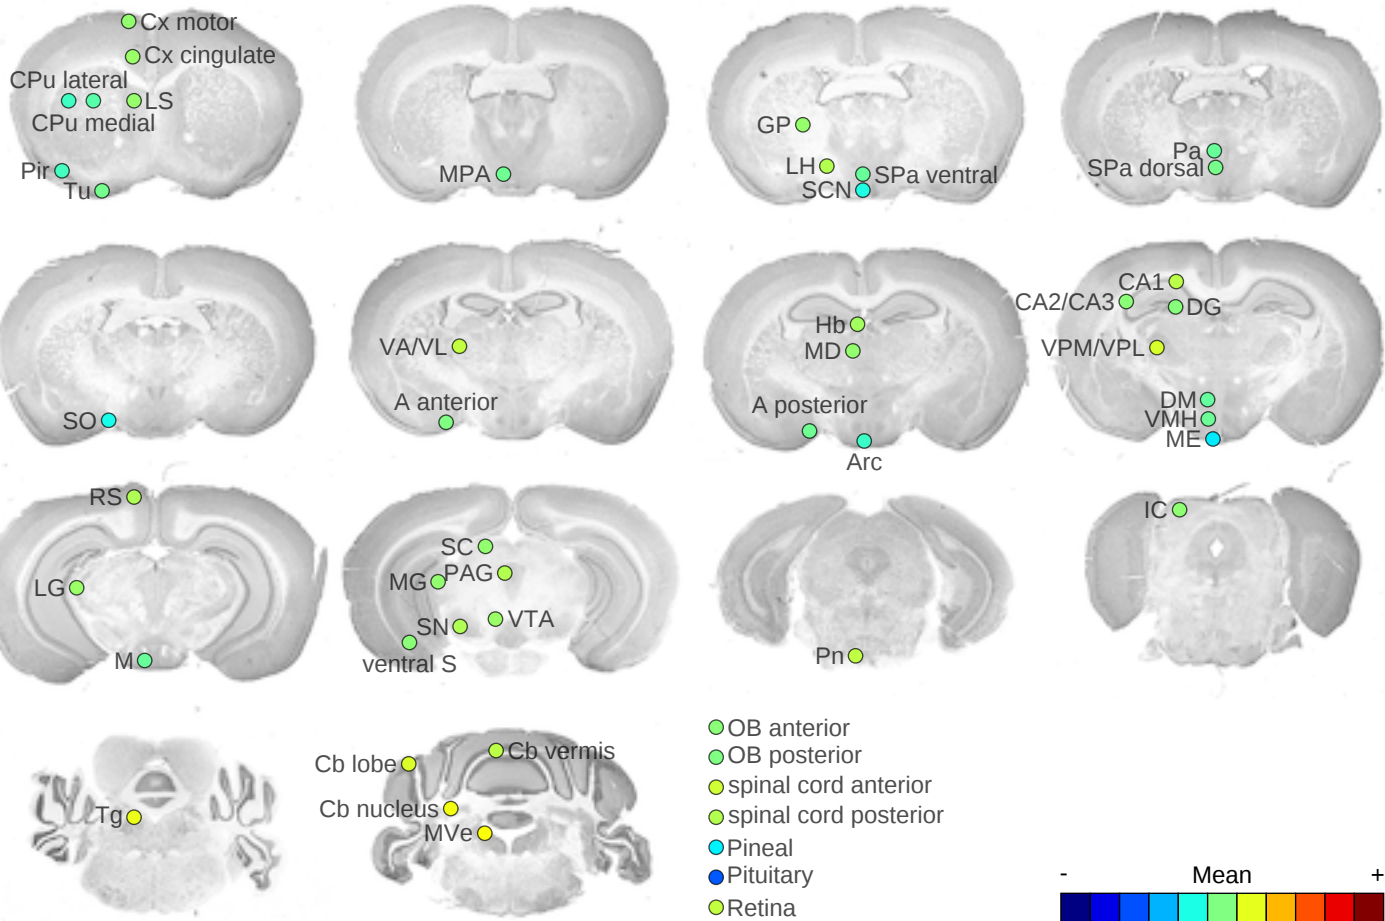 Cx motor
Cx cingulate
CPu lateral
LS
CPu medial
Pir
Tu
MPA
GP
LH
SPa ventral
SCN
Pa
SPa dorsal
SO
VA/VL
A anterior
Hb
MD
A posterior
Arc
CA1
CA2/CA3
DG
VPM/VPL
DM
VMH
ME
RS
LG
M
SC
MG
PAG
SN
VTA
ventral S
Pn
IC
Tg
Cb lobe
Cb vermis
Cb nucleus
MVe
OB anterior
OB posterior
spinal cord anterior
spinal cord posterior
Pineal
Pituitary
Retina
- Mean +